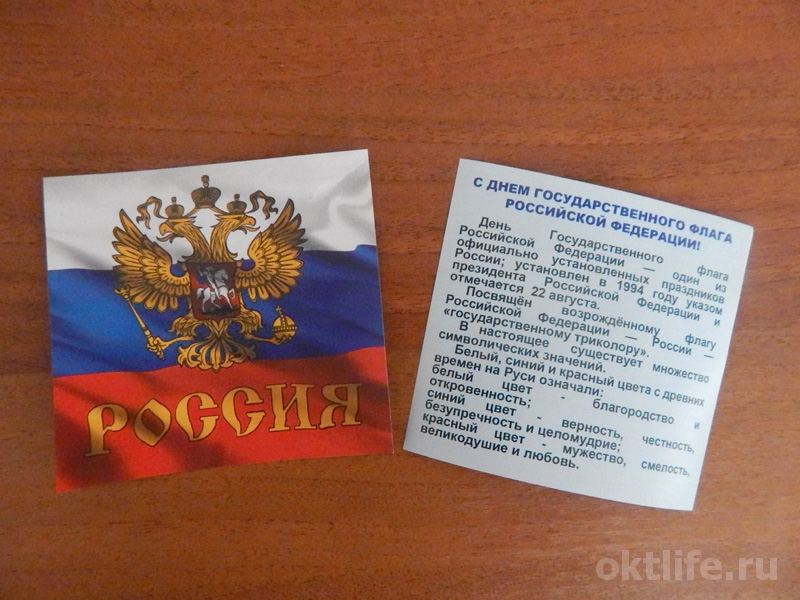 РОССИЯ
С ДНЕМ ГОСУДАРСТВЕННОГО ФЛАГА
РОССИЙСКОЙ ФЕДЕРАЦИИ!
День Государственного флага
Российской Федерации — один из
официально установленных праздников
России; установлен в 1994 году указом
президента Российской Федерации и
отмечается 22 августа.
Посвящён возрождённому флагу
Российской Федерации — России —
«государственному триколору».
В настоящее существует множество
символических значений.
Белый, синий и красный цвета с древних
времен на Руси означали:
белый цвет - благородство и
откровенность;
синий цвет - верность, честность,
безупречность и целомудрие;
красный цвет - мужество, смелость,
великодушие и любовь.
oktlife.ru